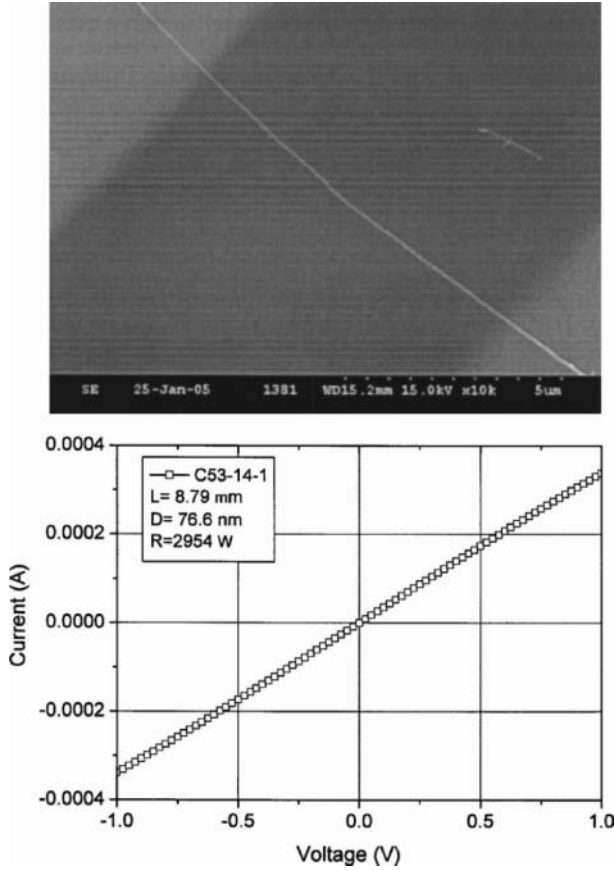 SE 25-Jan-05 1381 WD15.2mm 15.0kV x10k 5um
0.0004
0.0002
0.0000
-0.0002
-0.0004
Current (A)
C53-14-1
L= 8.79 mm
D= 76.6 nm
R=2954 W
-1.0 -0.5 0.0 0.5 1.0
Voltage (V)